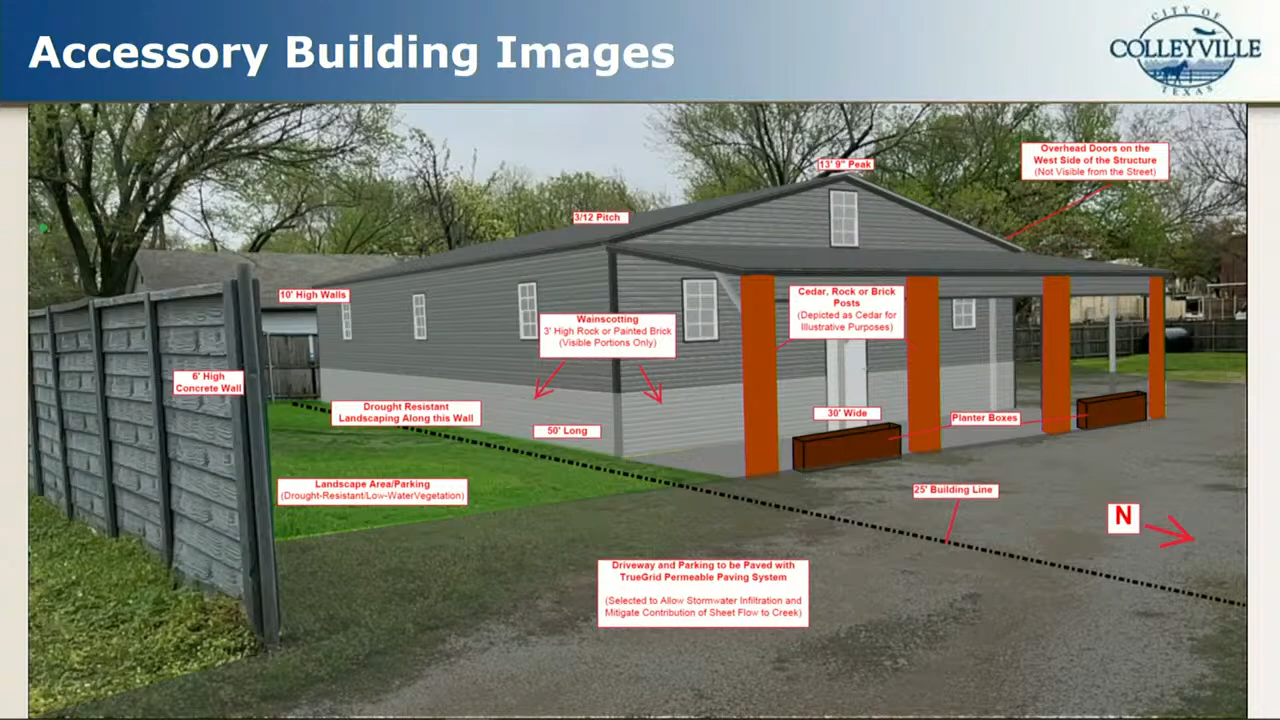 Accessory Building Images
CITY OF
COLLEYVILLE
TEXAS
13' 9" Peak
Overhead Doors on the
West Side of the Structure
(Not Visible from the Street)
3/12 Pitch
10' High Walls
Cedar, Rock or Brick
Posts
(Depicted as Cedar for
Illustrative Purposes)
Wainscotting
3' High Rock or Painted Brick
(Visible Portions Only)
6' High
Concrete Wall
Drought Resistant
Landscaping Along this Wall
30' Wide
Planter Boxes
50' Long
Landscape Area/Parking
(Drought-Resistant/Low-WaterVegetation)
25' Building Line
N
Driveway and Parking to be Paved with
TrueGrid Permeable Paving System
(Selected to Allow Stormwater Infiltration and
Mitigate Contribution of Sheet Flow to Creek)